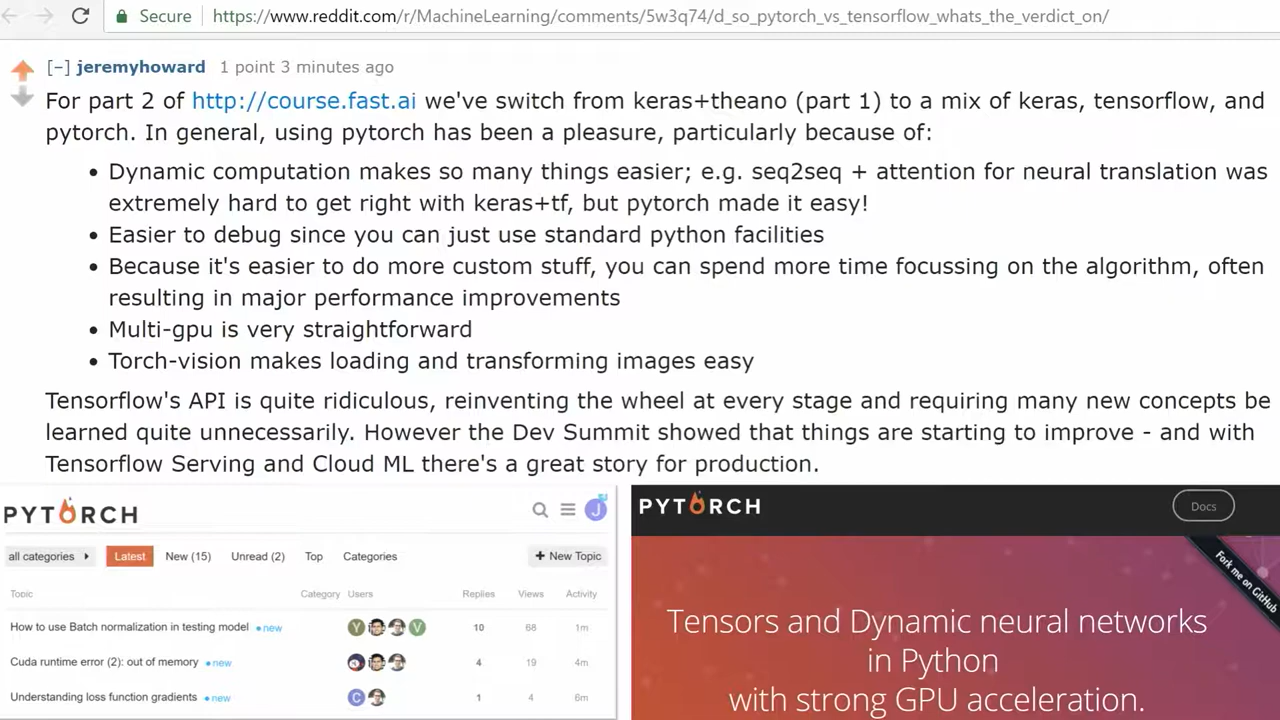 Secure https://www.reddit.com/r/MachineLearning/comments/5w3q74/d_so_pytorch_vs_tensorflow_whats_the_verdict_on/
[–] jeremyhoward 1 point 3 minutes ago
For part 2 of http://course.fast.ai we've switch from keras+theano (part 1) to a mix of keras, tensorflow, and
pytorch. In general, using pytorch has been a pleasure, particularly because of:
• Dynamic computation makes so many things easier; e.g. seq2seq + attention for neural translation was
extremely hard to get right with keras+tf, but pytorch made it easy!
• Easier to debug since you can just use standard python facilities
• Because it's easier to do more custom stuff, you can spend more time focussing on the algorithm, often
resulting in major performance improvements
• Multi-gpu is very straightforward
• Torch-vision makes loading and transforming images easy
Tensorflow's API is quite ridiculous, reinventing the wheel at every stage and requiring many new concepts be
learned quite unnecessarily. However the Dev Summit showed that things are starting to improve - and with
Tensorflow Serving and Cloud ML there's a great story for production.
PYTORCH J
all categories Latest New (15) Unread (2) Top Categories + New Topic
Topic Category Users Replies Views Activity
How to use Batch normalization in testing model • new Y V 10 68 1m
Cuda runtime error (2): out of memory • new 4 19 4m
Understanding loss function gradients • new C 1 4 6m
PYTORCH Docs
Fork me on GitHub
Tensors and Dynamic neural networks
in Python
with strong GPU acceleration.